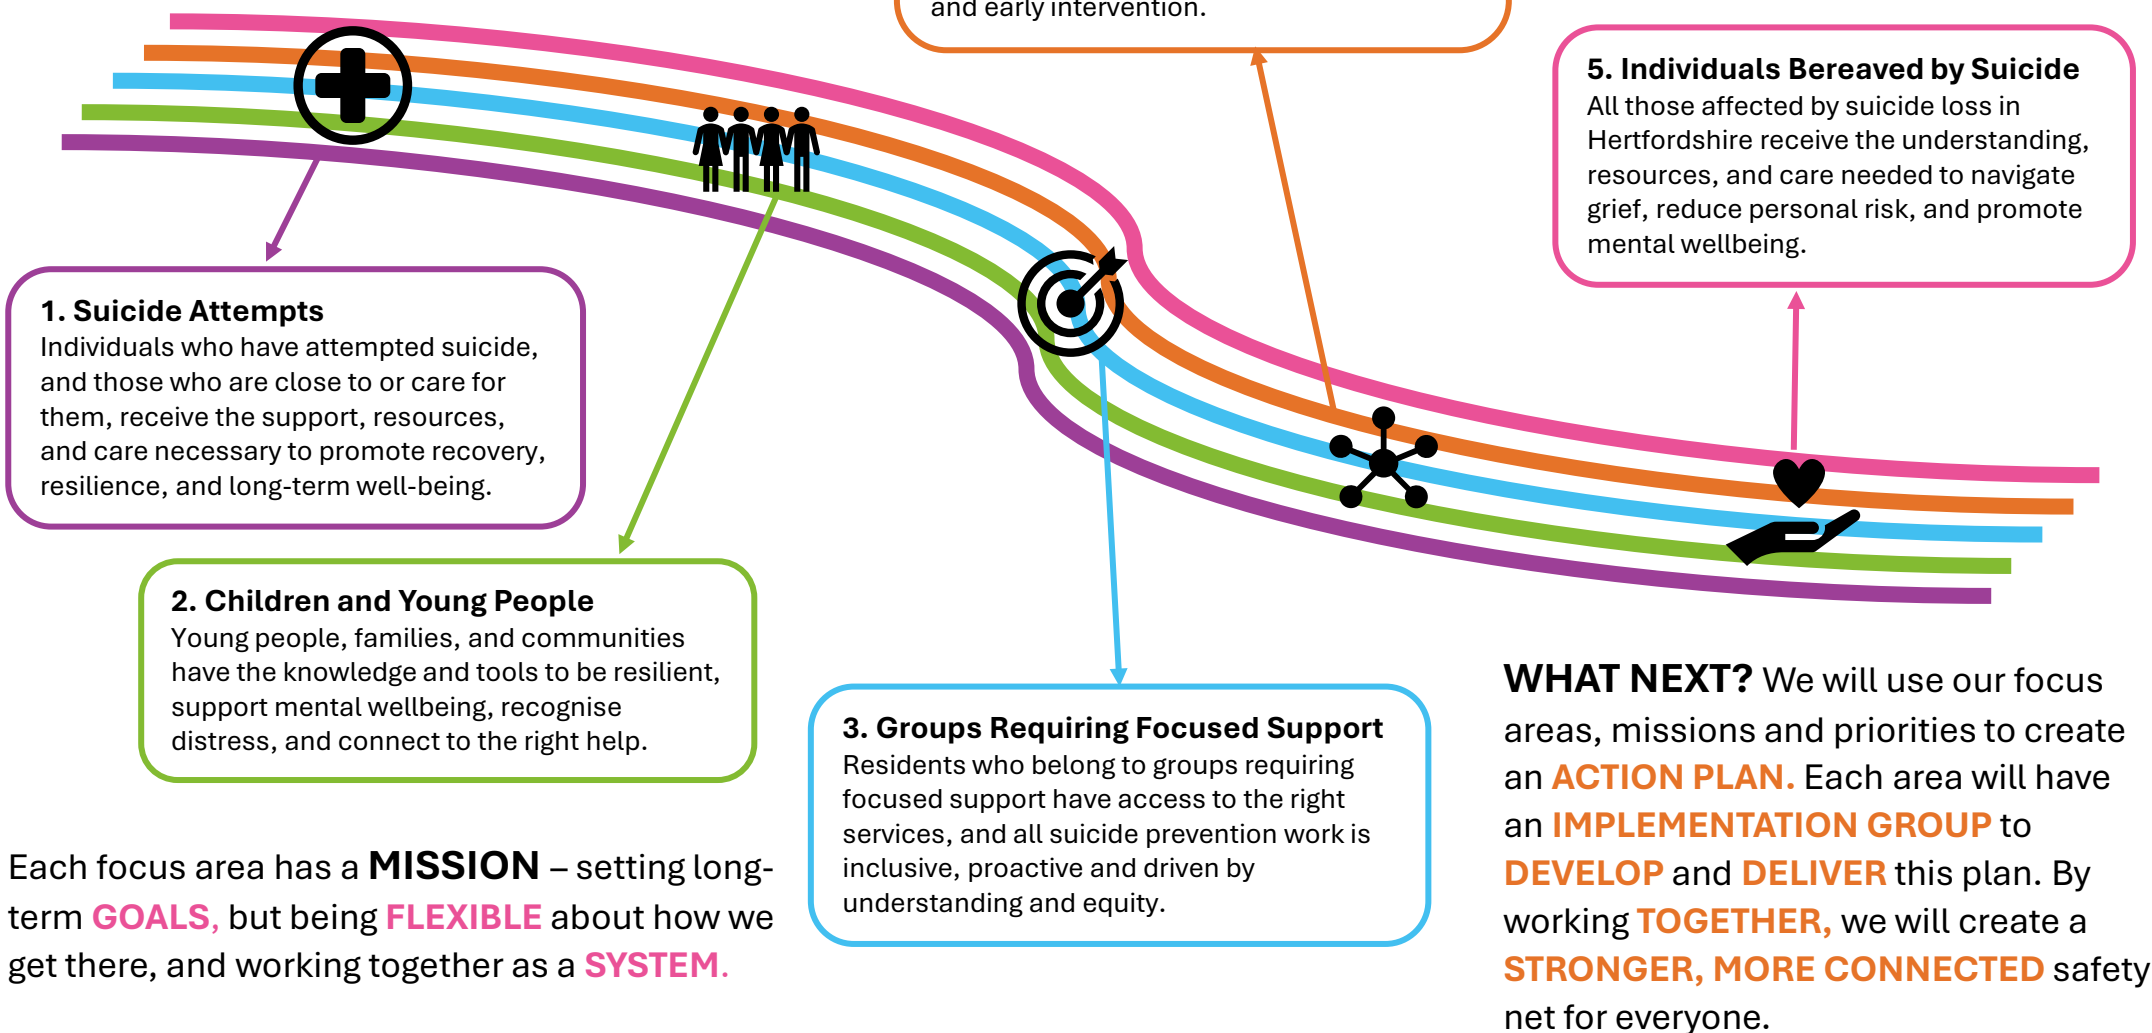 and early intervention.
5. Individuals Bereaved by Suicide
All those affected by suicide loss in
Hertfordshire receive the understanding,
resources, and care needed to navigate
grief, reduce personal risk, and promote
mental wellbeing.
1. Suicide Attempts
Individuals who have attempted suicide,
and those who are close to or care for
them, receive the support, resources,
and care necessary to promote recovery,
resilience, and long-term well-being.
2. Children and Young People
Young people, families, and communities
have the knowledge and tools to be resilient,
support mental wellbeing, recognise
distress, and connect to the right help.
3. Groups Requiring Focused Support
Residents who belong to groups requiring
focused support have access to the right
services, and all suicide prevention work is
inclusive, proactive and driven by
understanding and equity.
Each focus area has a MISSION – setting long-
term GOALS, but being FLEXIBLE about how we
get there, and working together as a SYSTEM.
WHAT NEXT? We will use our focus
areas, missions and priorities to create
an ACTION PLAN. Each area will have
an IMPLEMENTATION GROUP to
DEVELOP and DELIVER this plan. By
working TOGETHER, we will create a
STRONGER, MORE CONNECTED safety
net for everyone.